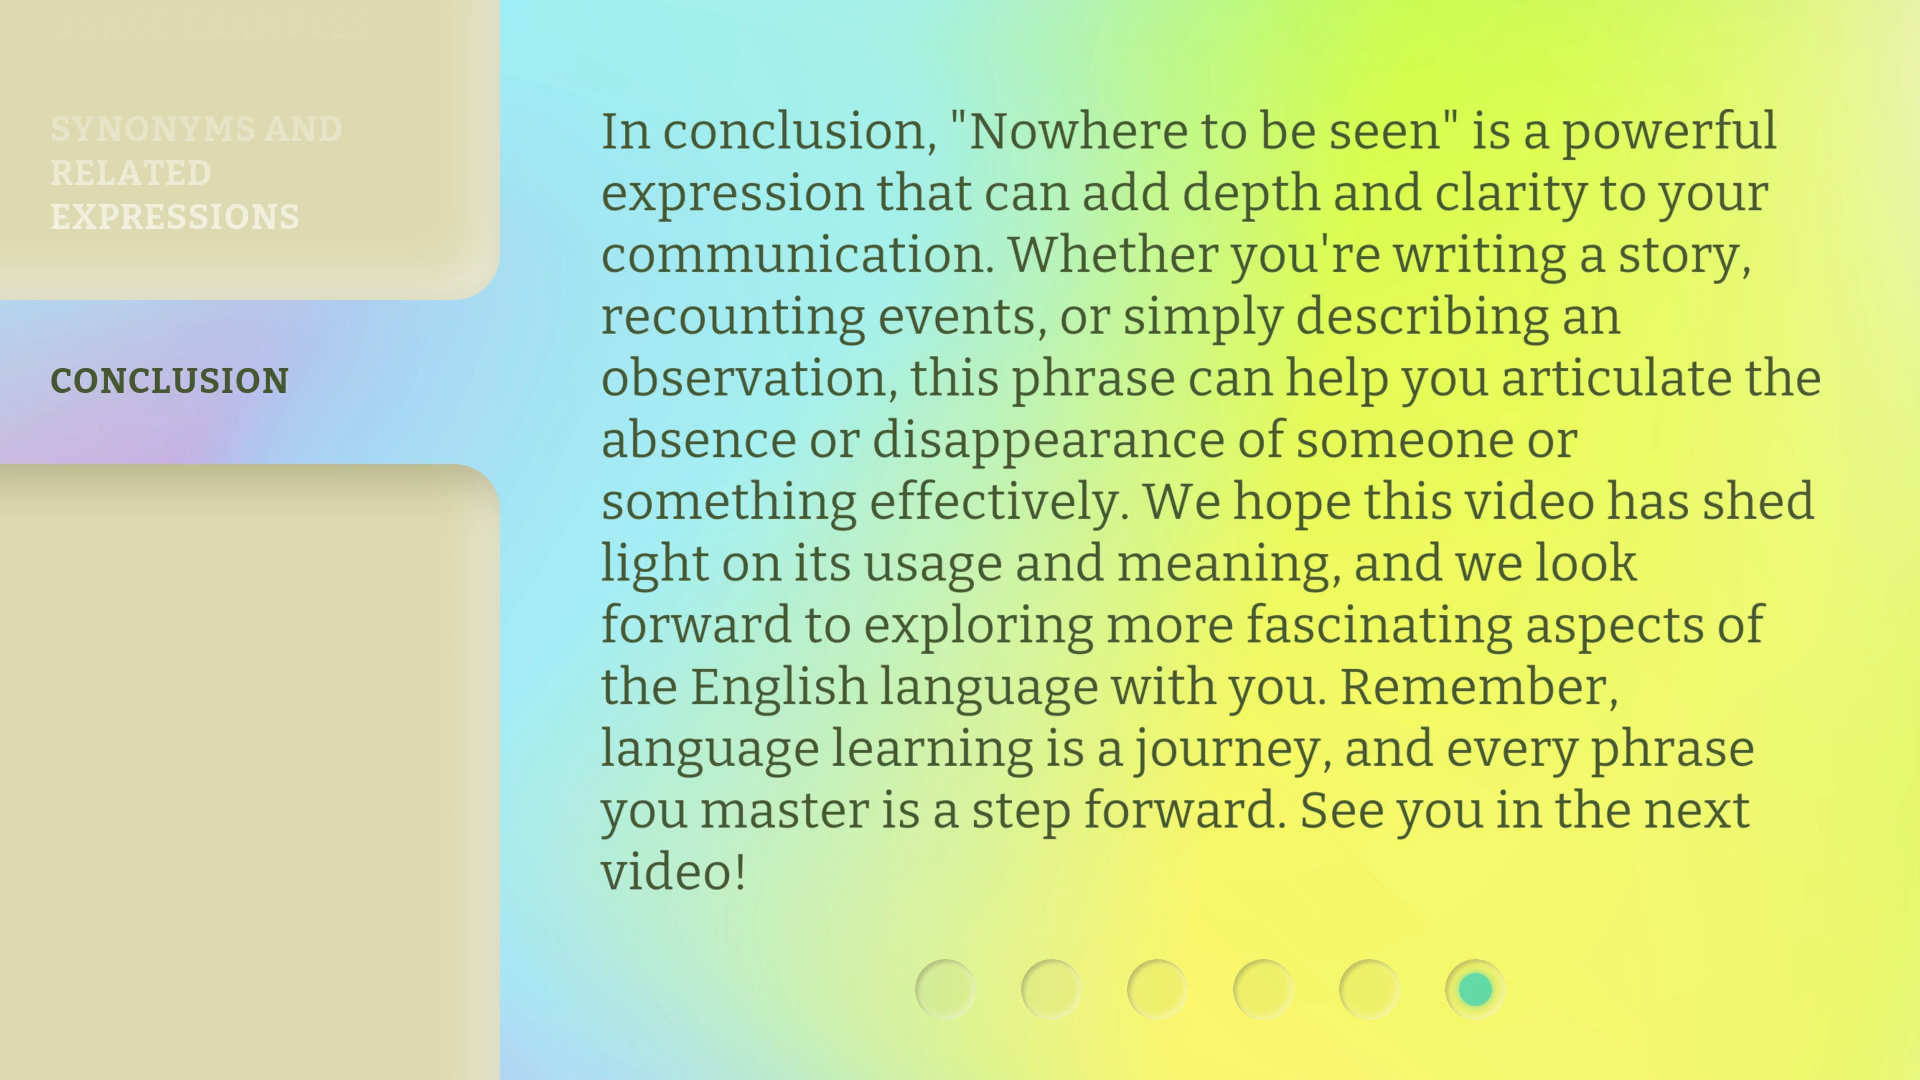 USAGE EXAMPLES
SYNONYMS AND
RELATED
EXPRESSIONS
CONCLUSION
In conclusion, "Nowhere to be seen" is a powerful
expression that can add depth and clarity to your
communication. Whether you're writing a story,
recounting events, or simply describing an
observation, this phrase can help you articulate the
absence or disappearance of someone or
something effectively. We hope this video has shed
light on its usage and meaning, and we look
forward to exploring more fascinating aspects of
the English language with you. Remember,
language learning is a journey, and every phrase
you master is a step forward. See you in the next
video!